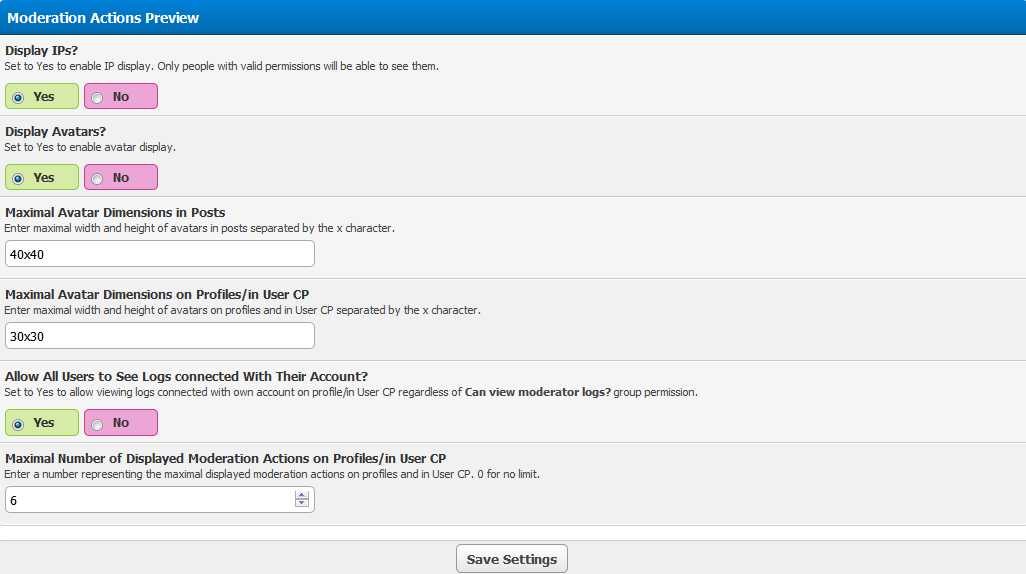 Moderation Actions Preview
Display IPs?
Set to Yes to enable IP display. Only people with valid permissions will be able to see them.
Yes No
Display Avatars?
Set to Yes to enable avatar display.
Yes No
Maximal Avatar Dimensions in Posts
Enter maximal width and height of avatars in posts separated by the x character.
40x40
Maximal Avatar Dimensions on Profiles/in User CP
Enter maximal width and height of avatars on profiles and in User CP separated by the x character.
30x30
Allow All Users to See Logs connected With Their Account?
Set to Yes to allow viewing logs connected with own account on profile/in User CP regardless of Can view moderator logs? group permission.
Yes No
Maximal Number of Displayed Moderation Actions on Profiles/in User CP
Enter a number representing the maximal displayed moderation actions on profiles and in User CP. 0 for no limit.
6
Save Settings